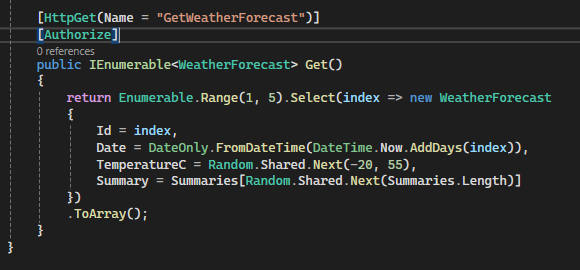 [HttpGet(Name = "GetWeatherForecast")]
[Authorize]
0 references
public IEnumerable<WeatherForecast> Get()
{
return Enumerable.Range(1, 5).Select(index => new WeatherForecast
{
Id = index,
Date = DateOnly.FromDateTime(DateTime.Now.AddDays(index)),
TemperatureC = Random.Shared.Next(-20, 55),
Summary = Summaries[Random.Shared.Next(Summaries.Length)]
})
.ToArray();
}
}